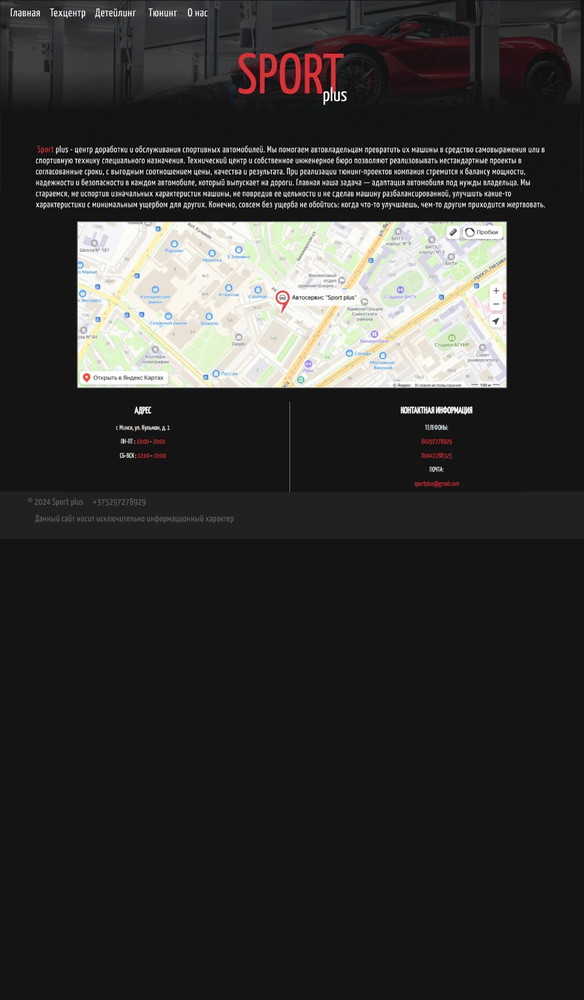 Главная Техцентр Детейлинг Тюнинг О нас
SPORT
plus
Sport plus - центр доработки и обслуживания спортивных автомобилей. Мы помогаем автовладельцам превратить их машины в средство самовыражения или в
спортивную технику специального назначения. Технический центр и собственное инженерное бюро позволяют реализовывать нестандартные проекты в
согласованные сроки, с выгодным соотношением цены, качества и результата. При реализации тюнинг-проектов компания стремится к балансу мощности,
надежности и безопасности в каждом автомобиле, который выпускает на дороги. Главная наша задача — адаптация автомобиля под нужды владельца. Мы
стараемся, не испортив изначальных характеристик машины, не повредив ее цельности и не сделав машину разбалансированной, улучшить какие-то
характеристики с минимальным ущербом для других. Конечно, совсем без ущерба не обойтись: когда что-то улучшаешь, чем-то другим приходится жертвовать.
вул. Кульман
Беломорская ул.
ул. Яку
Пробки
Школа № 187
Паркинг
Монетка
5 Элемент
БНТУ,
корпус № 9
БНТУ,
корпус № 3
БНТУ
просп. Незави
т Market
Финансовый
отдел
администрации...
Экспресс
Комаровский
рынок
Атлантик
Coolman
Автосервис "Sport plus"
Стадион БНТУ
Администрация
Советского
района
Сезонный рынок
Зеркало
ола № 64
Delphi
Беларусбанк
Стадион БГУИР
Колледж
полиграфии
Соседи
Московско-
Венский
Совет
университета
Люкс
Пассаж
Открыть в Яндекс Картах
© Яндекс Условия использования 100 м
АДРЕС
г. Минск, ул. Кульман, д. 1
ПН-ПТ : 10:00 - 20:00
СБ-ВСК : 12:00 - 20:00
КОНТАКТНАЯ ИНФОРМАЦИЯ
ТЕЛЕФОНЫ:
80297278929
80447288325
ПОЧТА:
sportplus@gmail.com
© 2024 Sport plus +375297278929
Данный сайт носит исключительно информационный характер